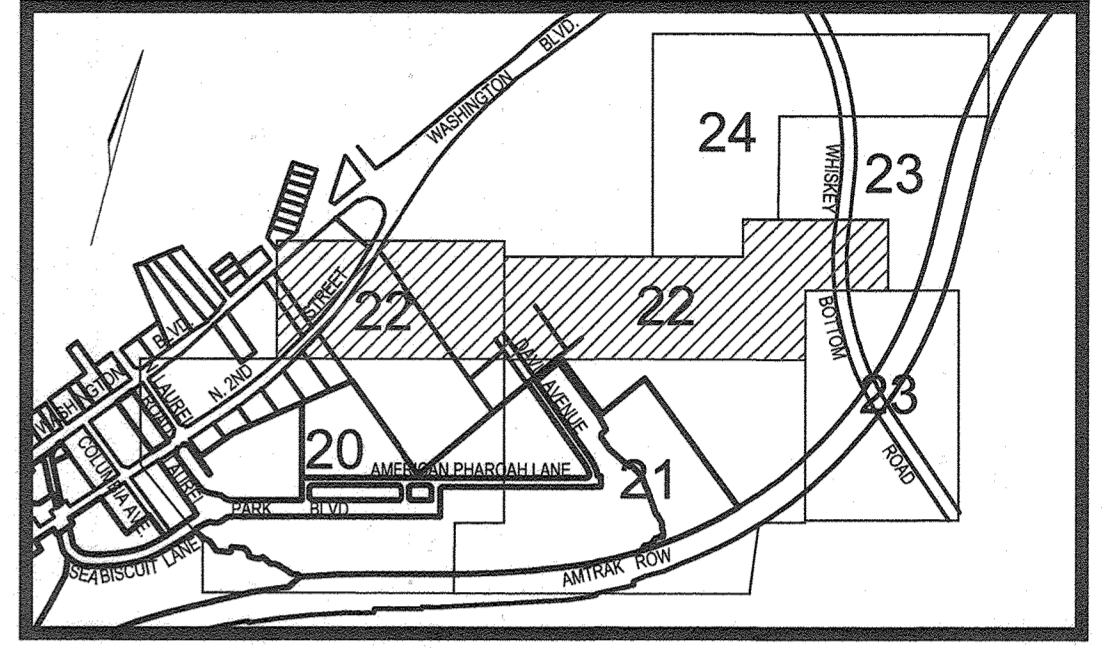 WASHINGTON BLVD.
24
WHISKEY
23
22
STREET
22
BOTTOM
WASHINGTON BLVD.
N. LAUREL
ROAD
N. 2ND
DAVIS AVENUE
23
ROAD
COLUMBIA AVE.
LAUREL
20
AMERICAN PHAROAH LANE
21
PARK BLVD
SEABISCUIT LANE
AMTRAK ROW